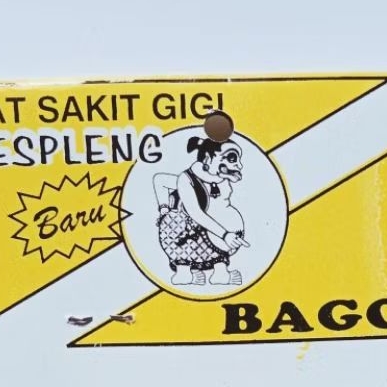 AT SAKIT GIGI
ESPLENG
Baru
BAGO